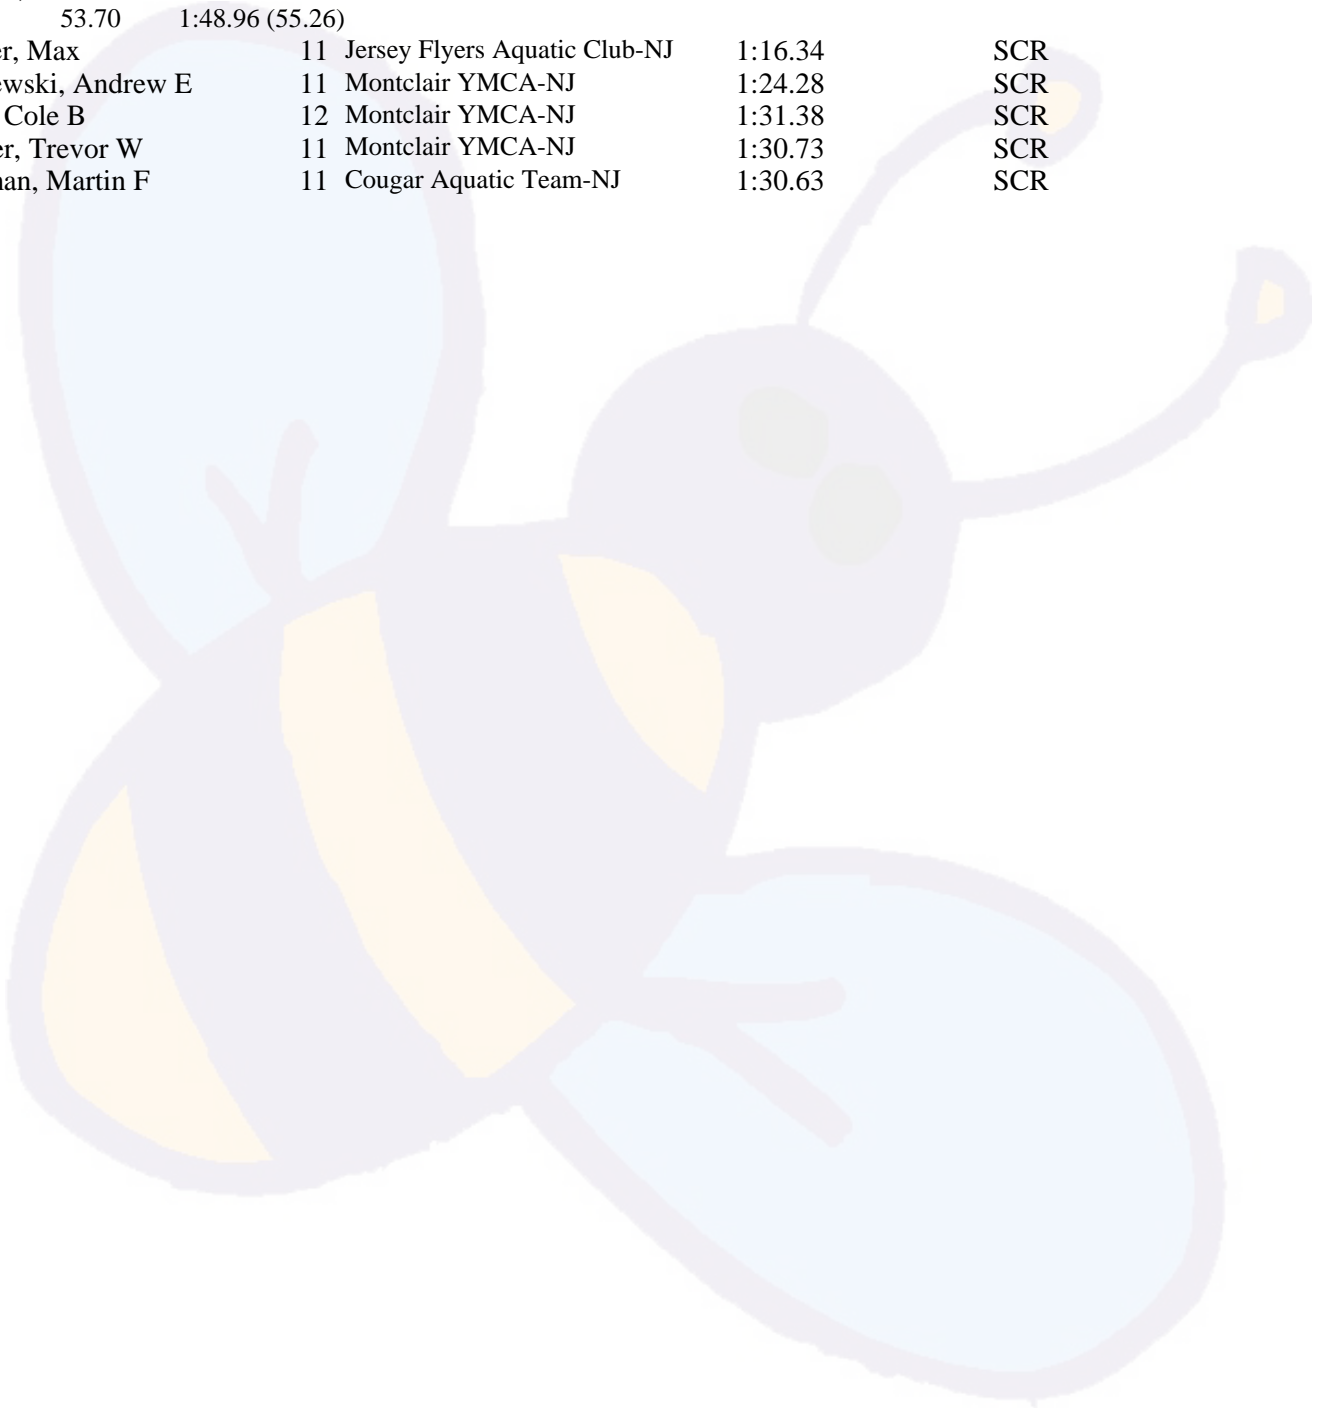 53.70 1:48.96 (55.26)
er, Max 11 Jersey Flyers Aquatic Club-NJ 1:16.34 SCR
ewski, Andrew E 11 Montclair YMCA-NJ 1:24.28 SCR
Cole B 12 Montclair YMCA-NJ 1:31.38 SCR
er, Trevor W 11 Montclair YMCA-NJ 1:30.73 SCR
nan, Martin F 11 Cougar Aquatic Team-NJ 1:30.63 SCR